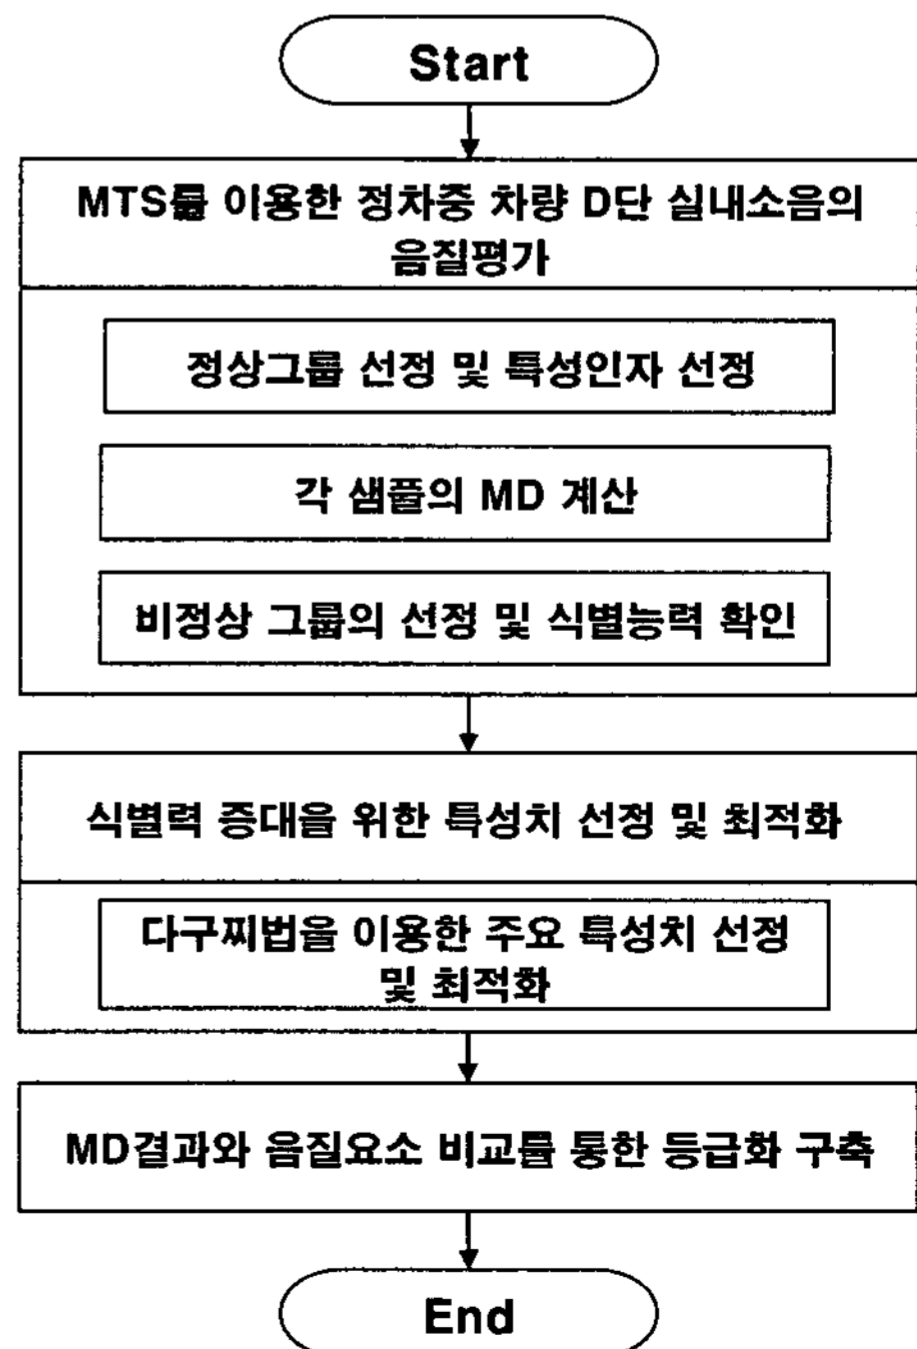 Start
MTS를 이용한 정차중 차량 D단 실내소음의
음질평가
정상그룹 선정 및 특성인자 선정
각 샘플의 MD 계산
비정상 그룹의 선정 및 식별능력 확인
식별력 증대을 위한 특성치 선정 및 최적화
다구찌법을 이용한 주요 특성치 선정
및 최적화
MD결과와 음질요소 비교를 통한 등급화 구축
End